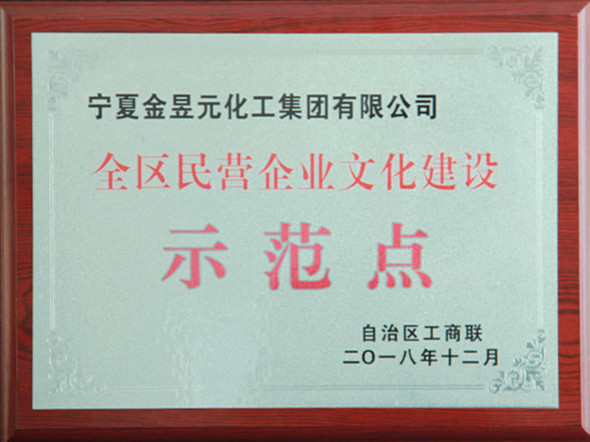 宁夏金昱元化工集团有限公司
全区民营企业文化建设
示范点
自治区工商联
二〇一八年十二月